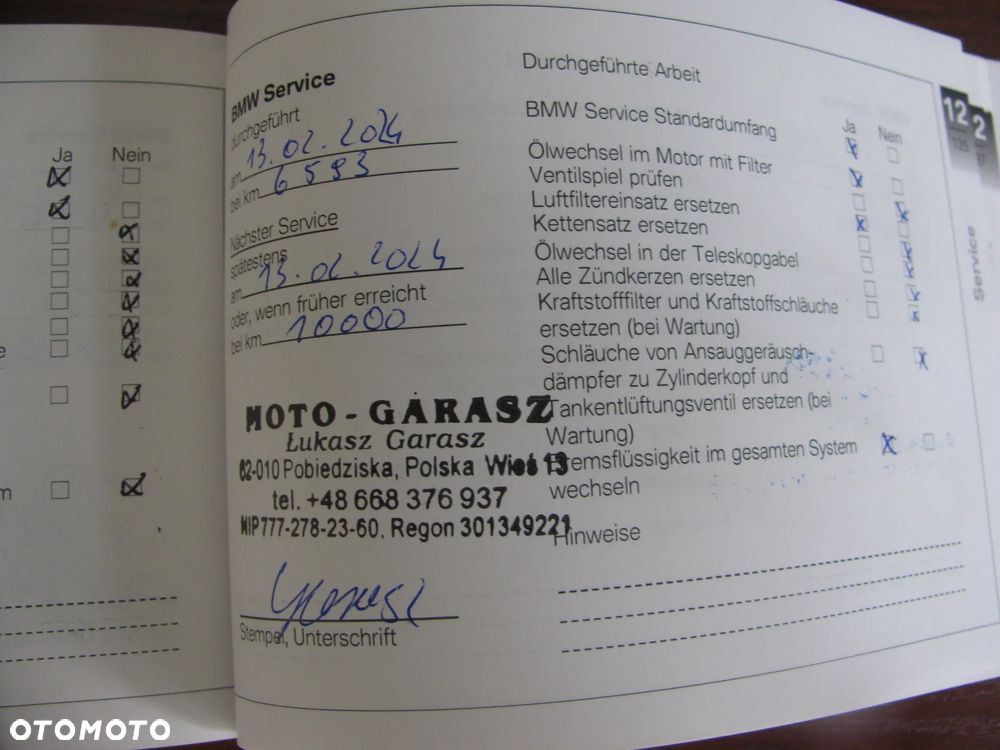 Ja Nein
e
m
BMW Service
durchgeführt
am 13.02.2024
bei km 6593
Nächster Service
spätestens
am 13.02.2024
oder, wenn früher erreicht
bei km 10000
MOTO-GARASZ
Łukasz Garasz
62-010 Pobiedziska, Polska Wieś 13
tel. +48 668 376 937
NIP777-278-23-60. Regon 301349221
Stempel, Unterschrift
Durchgeführte Arbeit
Ja Nein
BMW Service Standardumfang
Ölwechsel im Motor mit Filter
Ventilspiel prüfen
Luftfiltereinsatz ersetzen
Kettensatz ersetzen
Ölwechsel in der Teleskopgabel
Alle Zündkerzen ersetzen
Kraftstofffilter und Kraftstoffschläuche
ersetzen (bei Wartung)
Schläuche von Ansauggeräusch-
dämpfer zu Zylinderkopf und
Tankentlüftungsventil ersetzen (bei
Wartung)
Bremsflüssigkeit im gesamten System
wechseln
Hinweise
12
135
Service
2
OTOMOTO